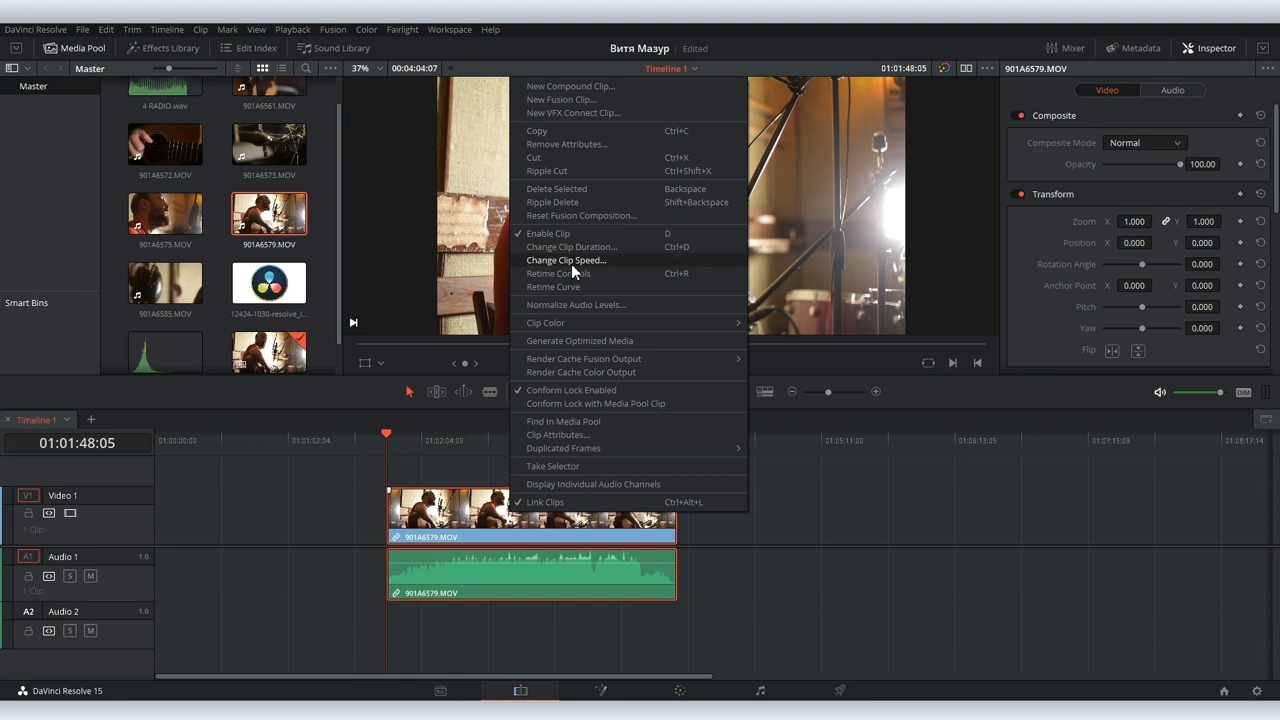 DaVinci Resolve File Edit Trim Timeline Clip Mark View Playback Fusion Color Fairlight Workspace Help
Media Pool Effects Library Edit Index Sound Library Витя Мазур Edited Mixer Metadata Inspector
Master 37% 00:04:04:07 Timeline 1 01:01:48:05 901A6579.MOV
Master
4 RADIO.wav 901A6561.MOV
901A6572.MOV 901A6573.MOV
901A6575.MOV 901A6579.MOV
Smart Bins
901A6585.MOV 12424-1030-resolve_l...
New Compound Clip...
New Fusion Clip...
New VFX Connect Clip...
Copy Ctrl+C
Remove Attributes...
Cut Ctrl+X
Ripple Cut Ctrl+Shift+X
Delete Selected Backspace
Ripple Delete Shift+Backspace
Reset Fusion Composition...
Enable Clip D
Change Clip Duration... Ctrl+D
Change Clip Speed...
Retime Controls Ctrl+R
Retime Curve
Normalize Audio Levels...
Clip Color
Generate Optimized Media
Render Cache Fusion Output
Render Cache Color Output
Conform Lock Enabled
Conform Lock with Media Pool Clip
Find In Media Pool
Clip Attributes...
Duplicated Frames
Take Selector
Display Individual Audio Channels
Link Clips Ctrl+Alt+L
Video Audio
Composite
Composite Mode Normal
Opacity 100.00
Transform
Zoom X 1.000 Y 1.000
Position X 0.000 Y 0.000
Rotation Angle 0.000
Anchor Point X 0.000 Y 0.000
Pitch 0.000
Yaw 0.000
Flip
DIM
Timeline 1
01:01:48:05 01:00:00:00 01:01:02:04 01:02:04:09 01:05:11:00 01:06:13:05 01:07:15:09 01:08:17:14
V1 Video 1
1 Clip
901A6579.MOV
A1 Audio 1 1.0
S M
1 Clip
901A6579.MOV
A2 Audio 2 1.0
S M
DaVinci Resolve 15